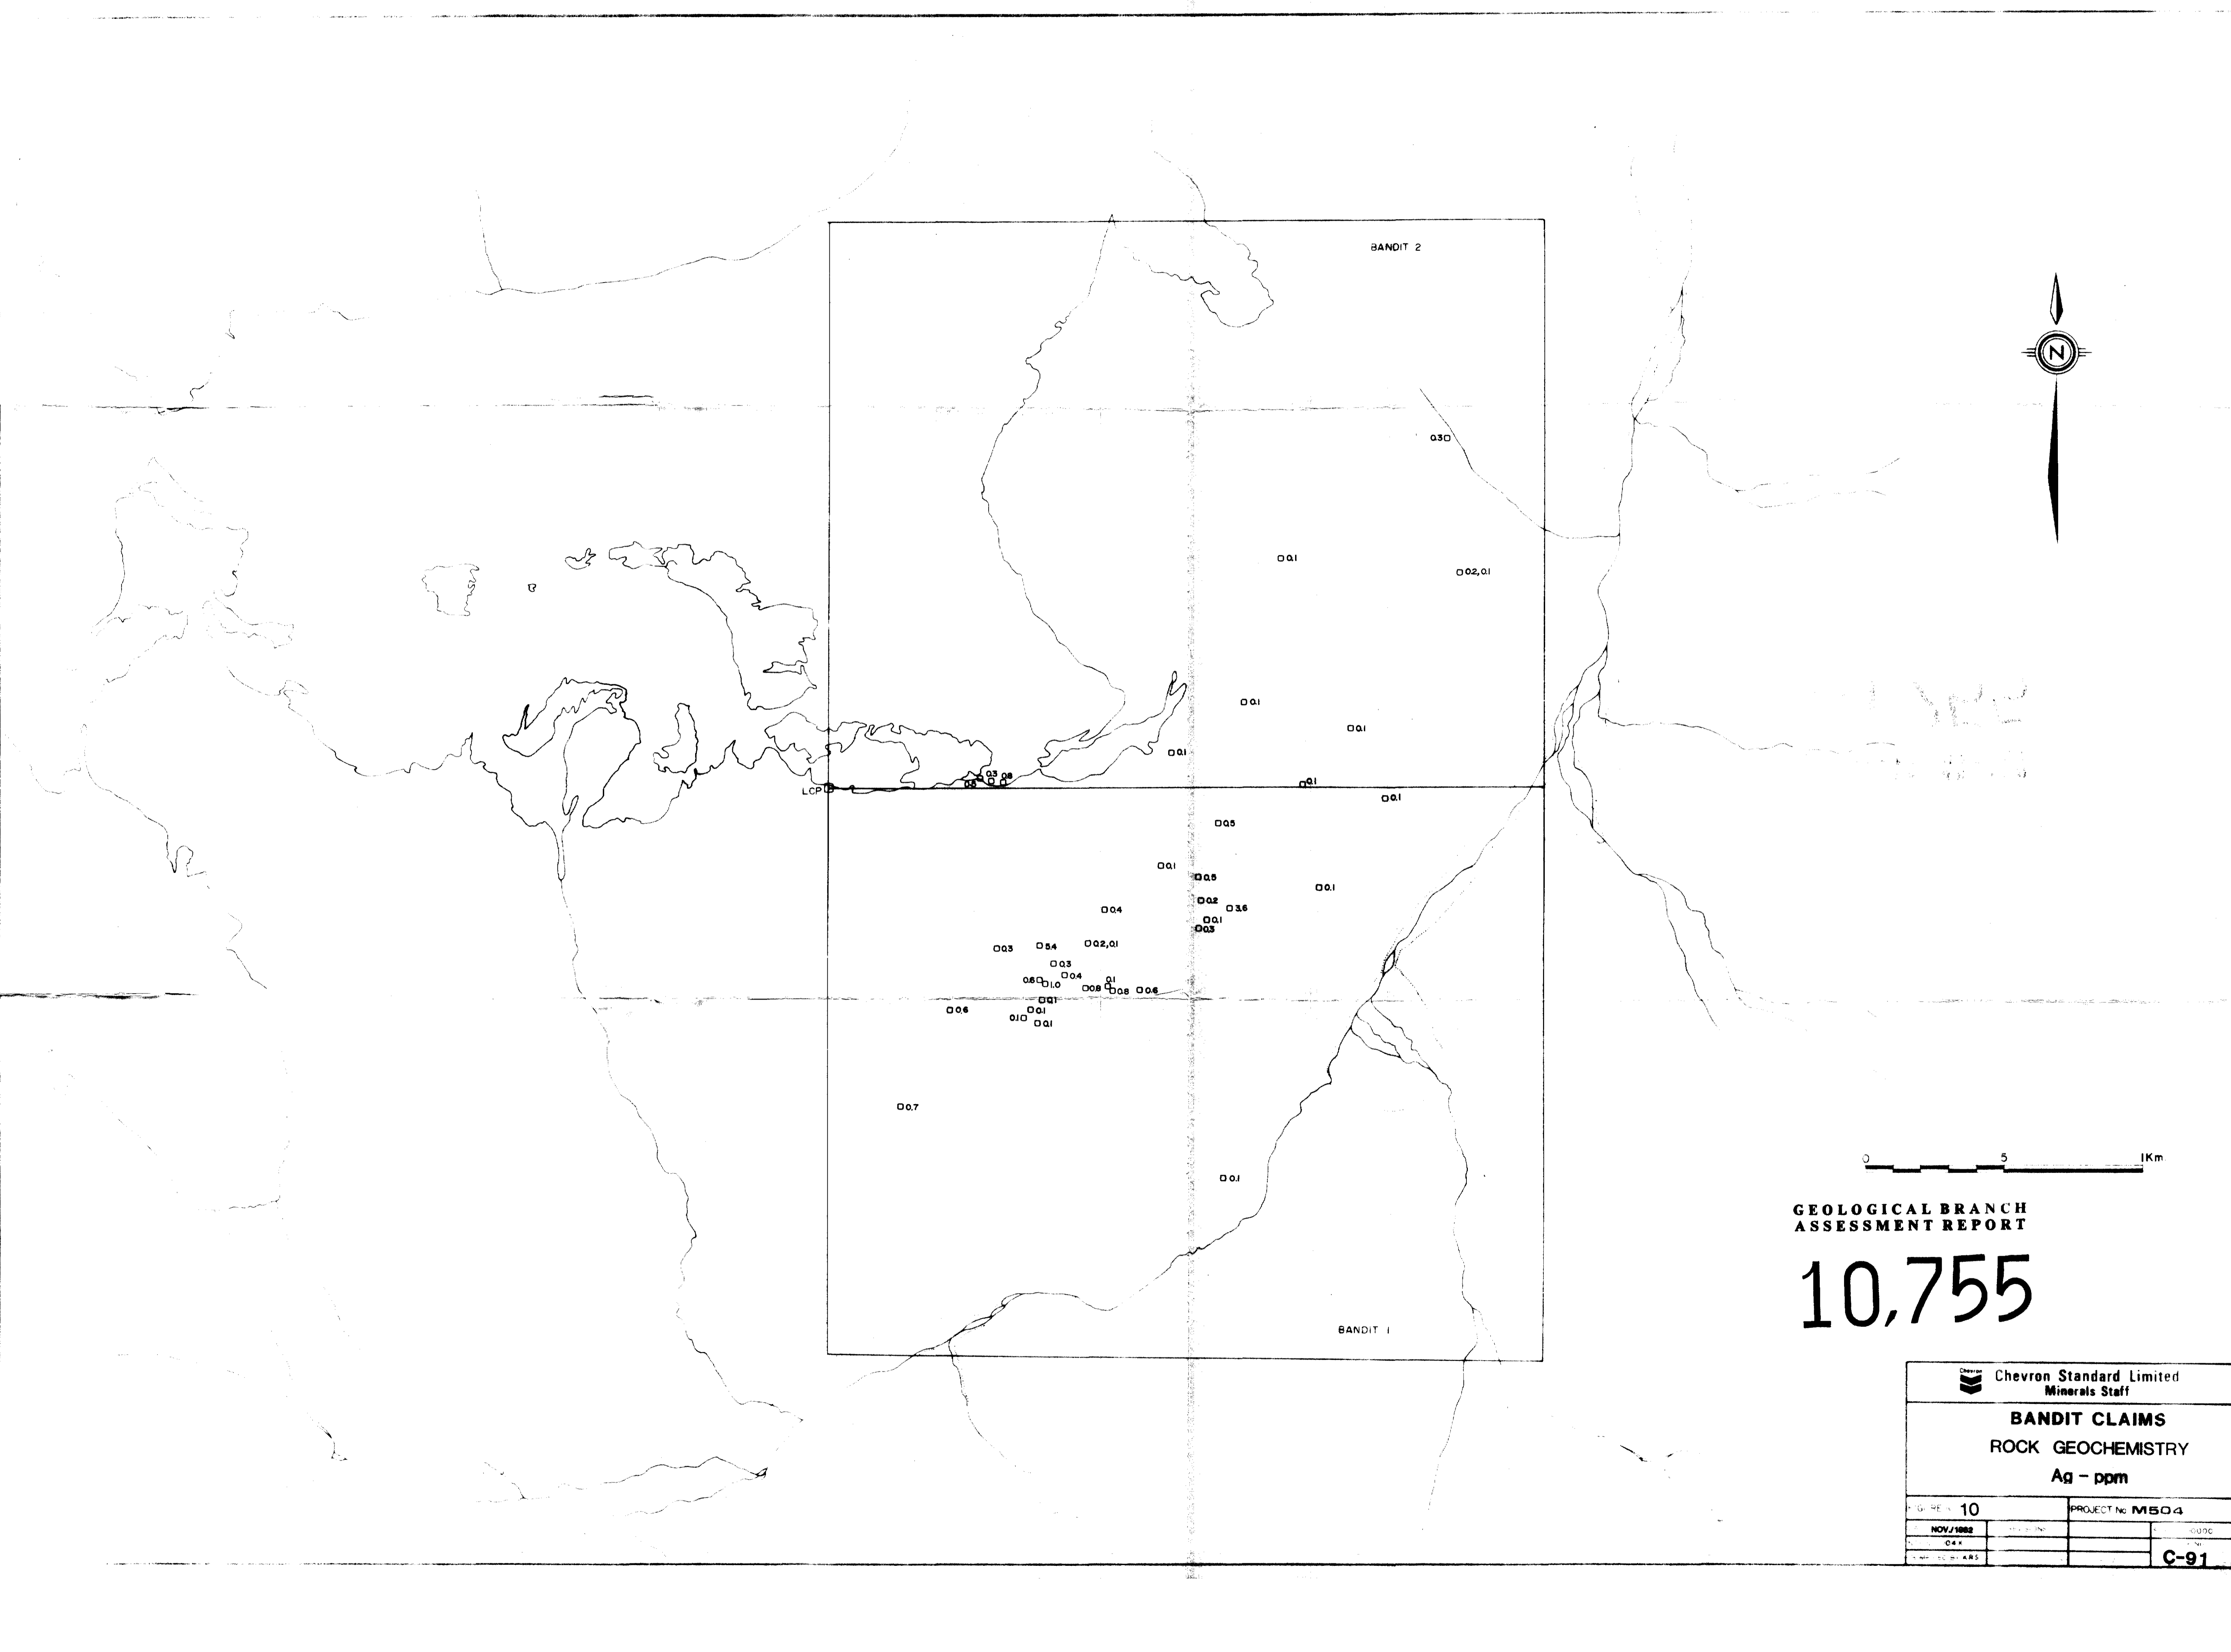 BANDIT 2
N
0.3
0.1
0.2,0.1
0.1
0.1
0.1
0.3
0.8
0.1
LCP
0.1
0.5
0.1
0.5
0.1
0.2
3.6
0.4
0.1
0.3
0.3
5.4
0.2,0.1
0.3
0.4
0.6
1.0
0.1
0.8
0.8
0.6
0.1
0.6
0.1
0.1
0.1
0.7
0.1
0 5 1Km.
GEOLOGICAL BRANCH
ASSESSMENT REPORT
10,755
BANDIT 1
Chevron
Chevron Standard Limited
Minerals Staff
BANDIT CLAIMS
ROCK GEOCHEMISTRY
Ag - ppm
10
PROJECT No M504
NOV./1982
C-91